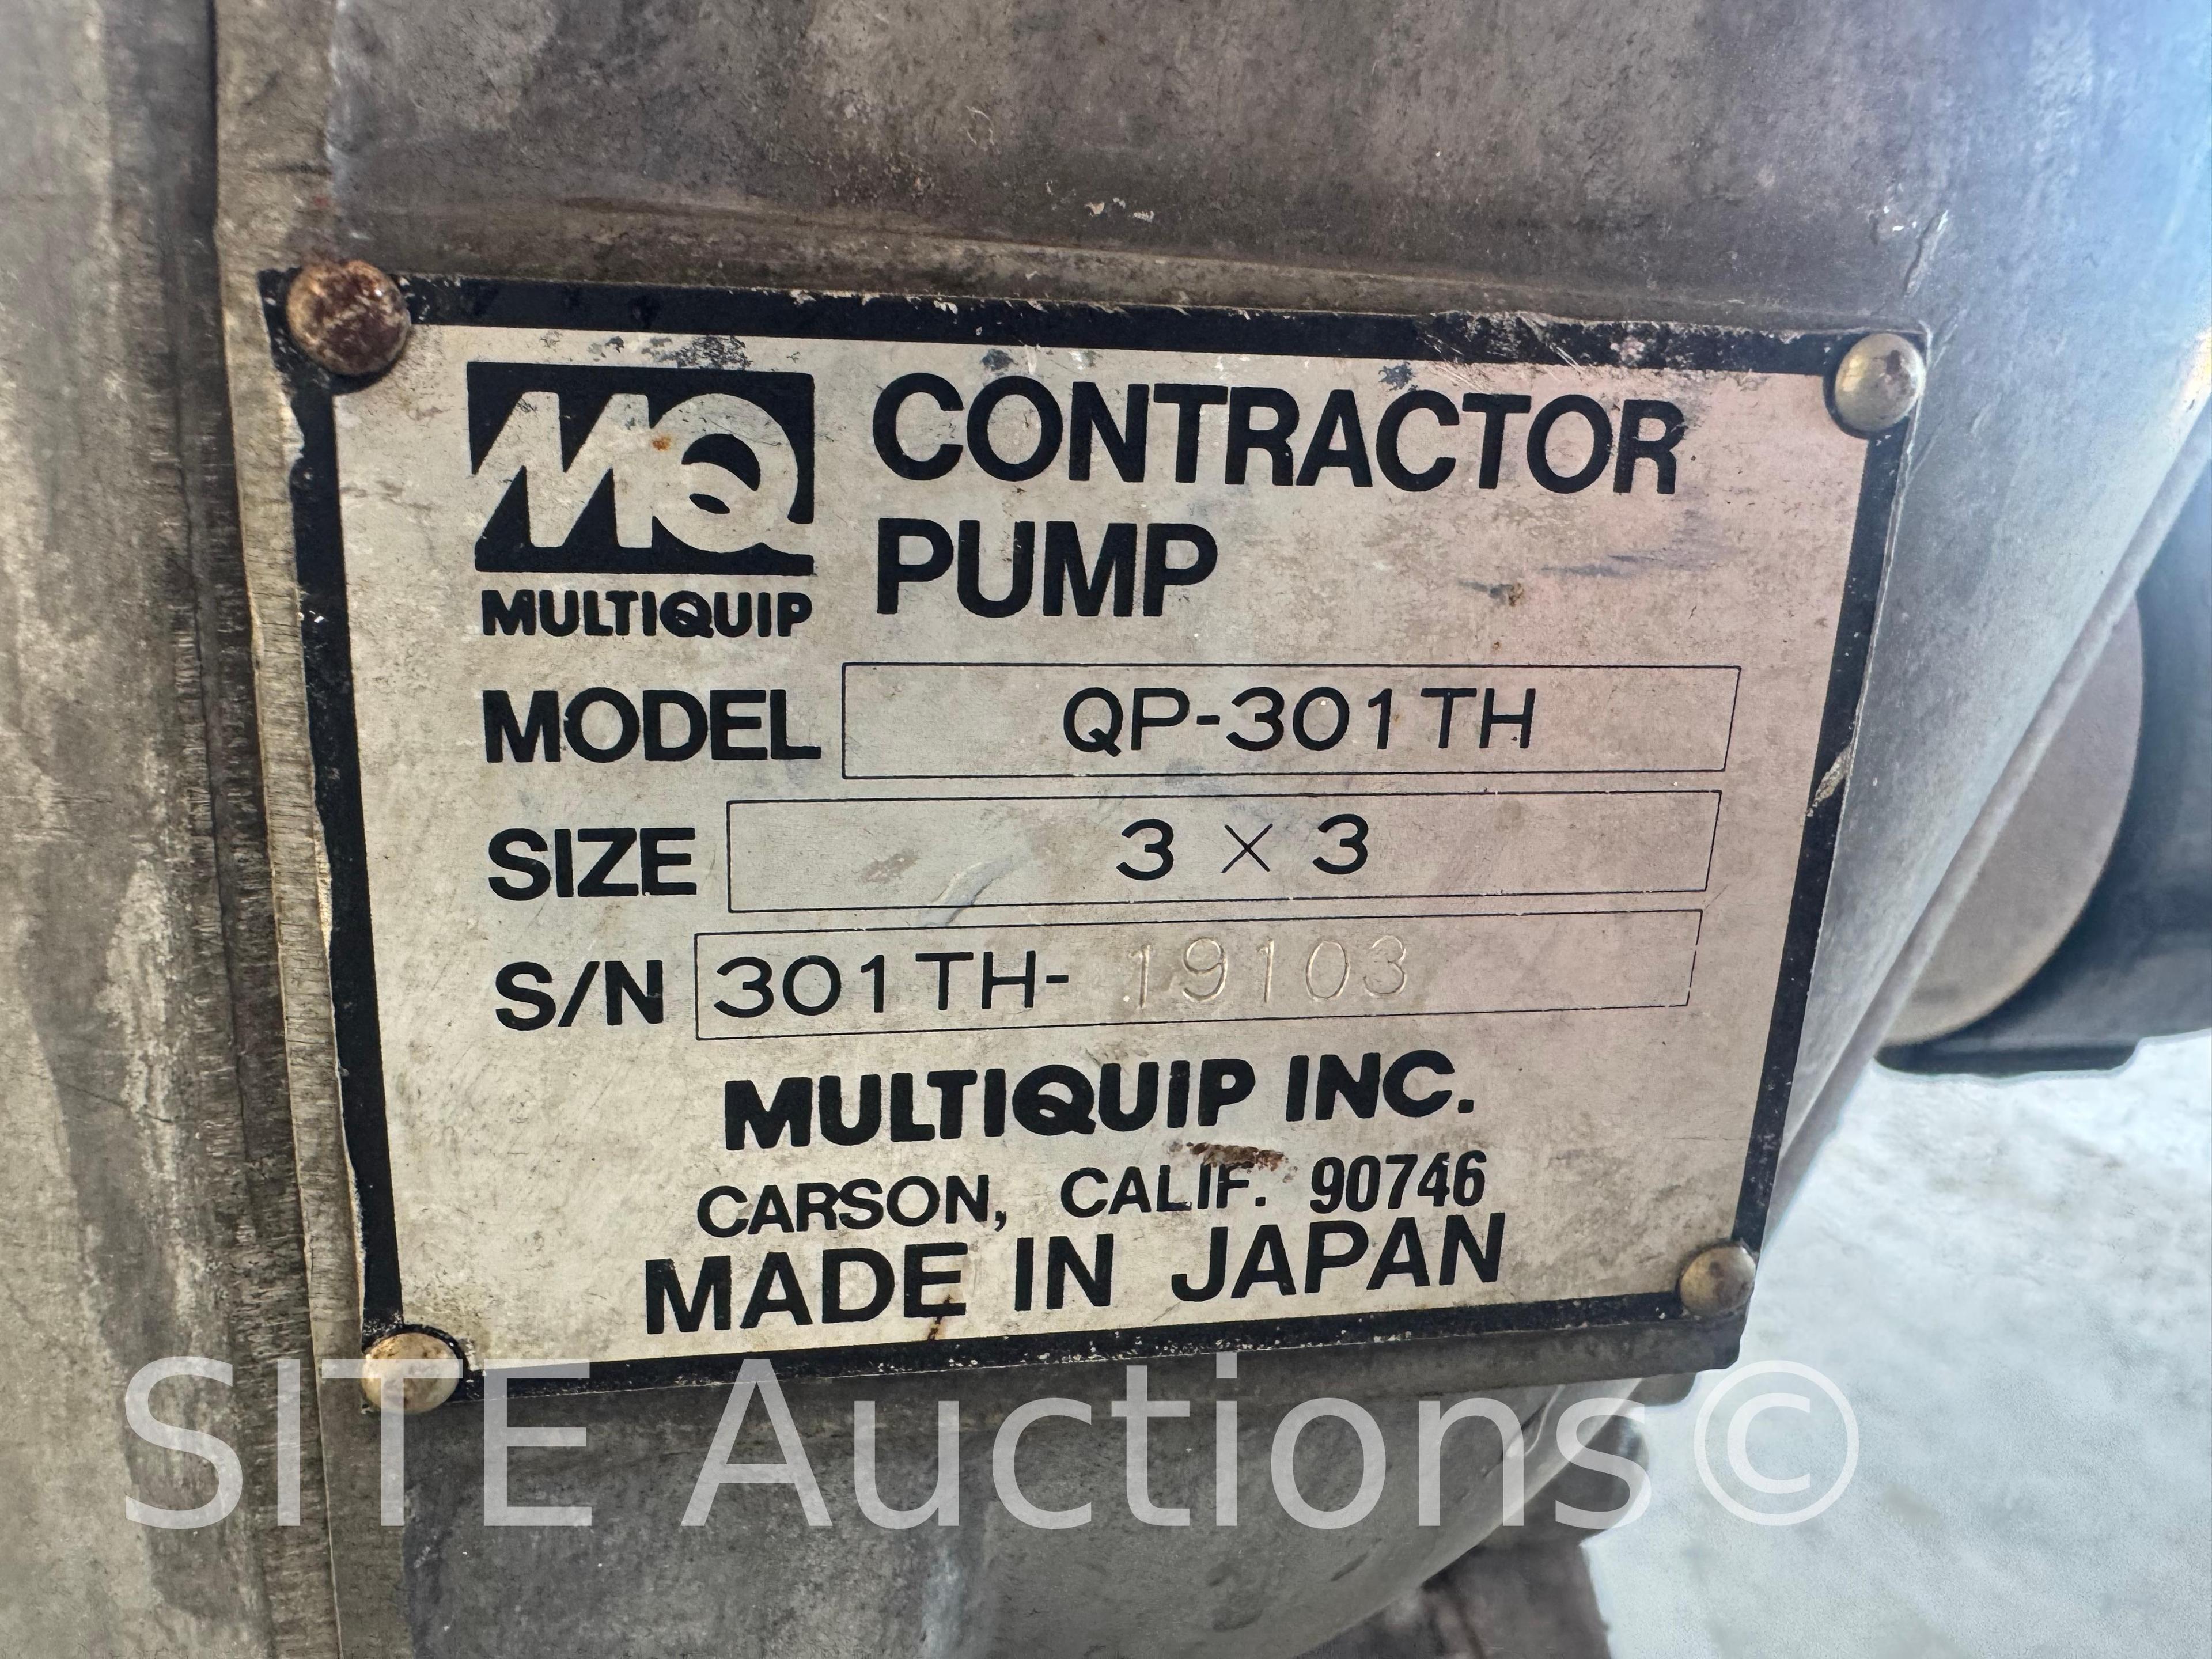 MQ CONTRACTOR
MULTIQUIP PUMP
MODEL QP-301TH
SIZE 3 × 3
S/N 301TH- 19103
MULTIQUIP INC.
CARSON, CALIF. 90746
MADE IN JAPAN
SITE Auctions©